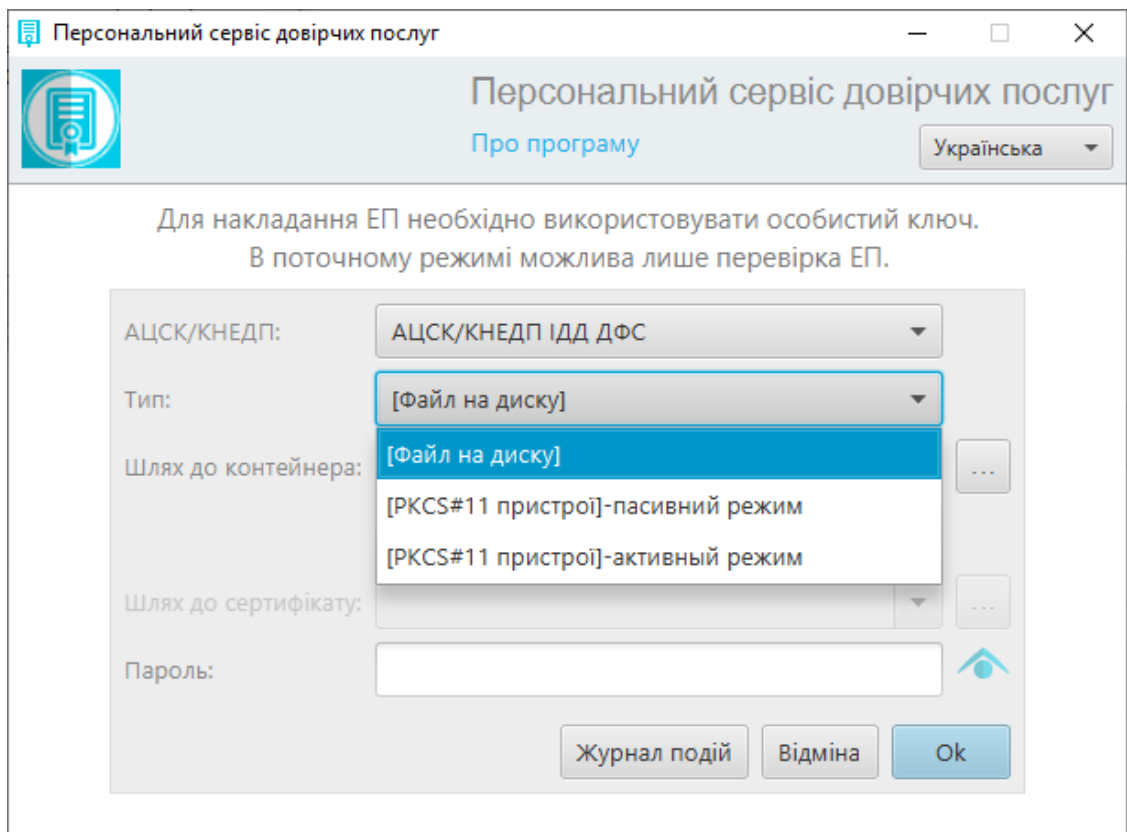 Персональний сервіс довірчих послуг
Персональний сервіс довірчих послуг
Про програму
Українська
Для накладання ЕП необхідно використовувати особистий ключ.
В поточному режимі можлива лише перевірка ЕП.
АЦСК/КНЕДП:
АЦСК/КНЕДП ІДД ДФС
Тип:
[Файл на диску]
Шлях до контейнера:
[Файл на диску]
...
[PKCS#11 пристрої]-пасивний режим
[PKCS#11 пристрої]-активный режим
Шлях до сертифікату:
...
Пароль:
Журнал подій
Відміна
Ok